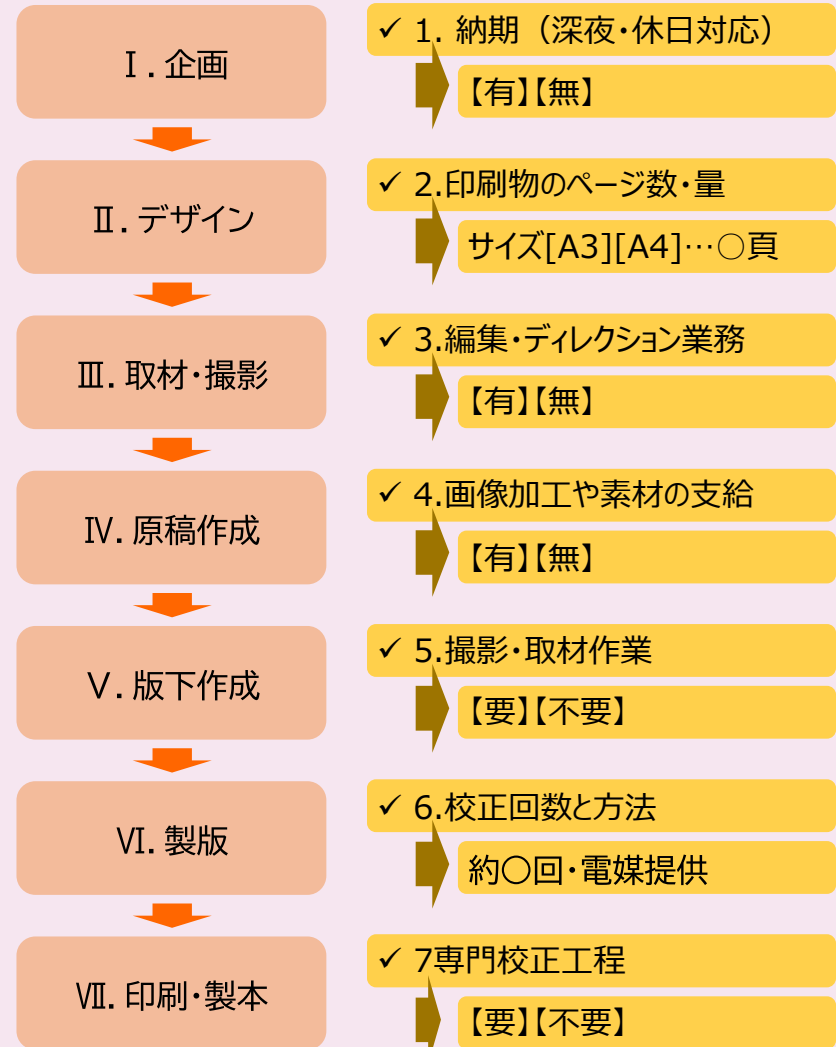 Ⅰ.企画
✓ 1. 納期（深夜・休日対応）
【有】【無】
Ⅱ.デザイン
✓ 2.印刷物のページ数・量
サイズ[A3][A4]…○頁
Ⅲ.取材・撮影
✓ 3.編集・ディレクション業務
【有】【無】
Ⅳ.原稿作成
✓ 4.画像加工や素材の支給
【有】【無】
Ⅴ.版下作成
✓ 5.撮影・取材作業
【要】【不要】
Ⅵ.製版
✓ 6.校正回数と方法
約○回・電媒提供
Ⅶ.印刷・製本
✓ 7専門校正工程
【要】【不要】